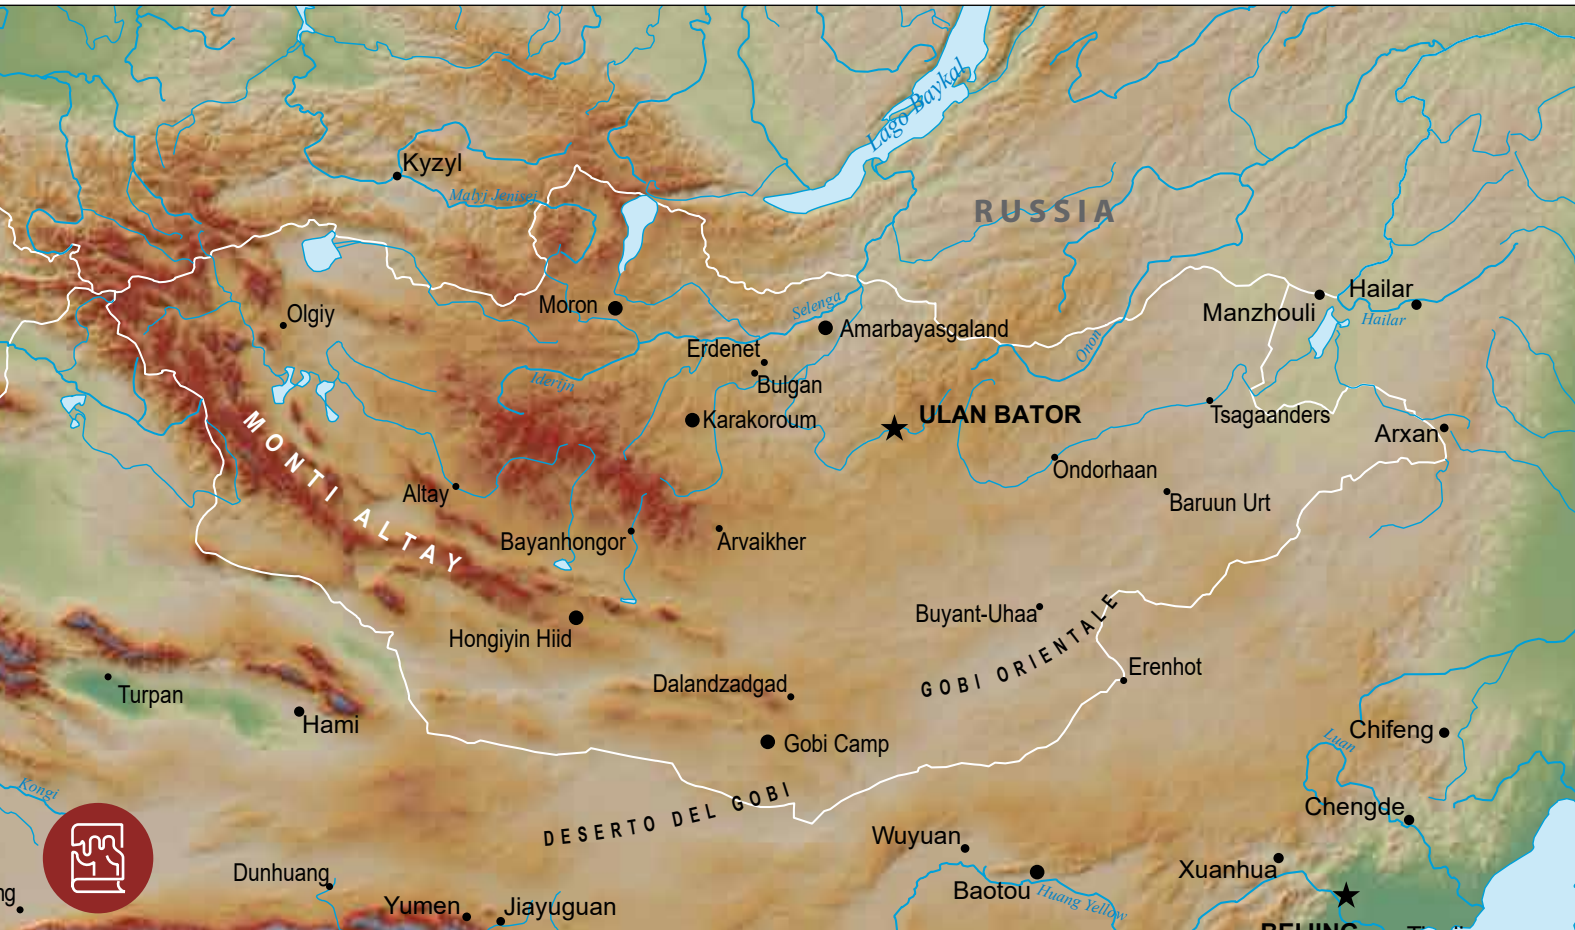 Lago Baykal
Kyzyl
Malyj Jenisej
RUSSIA
Olgiy
Moron
Selenga
Amarbayasgaland
Manzhouli
Hailar
Hailar
Onon
Erdenet
Bulgan
Iderijn
Karakoroum
ULAN BATOR
Tsagaanders
Arxan
MONTI ALTAY
Altay
Ondorhaan
Baruun Urt
Bayanhongor
Arvaikher
Hongiyin Hiid
Buyant-Uhaa
GOBI ORIENTALE
Erenhot
Dalandzadgad
Turpan
Hami
Gobi Camp
Chifeng
Luan
DESERTO DEL GOBI
Kongi
Chengde
Wuyuan
Xuanhua
Dunhuang
Baotou
Huang Yellow
ng
Yumen
Jiayuguan
BEIJING